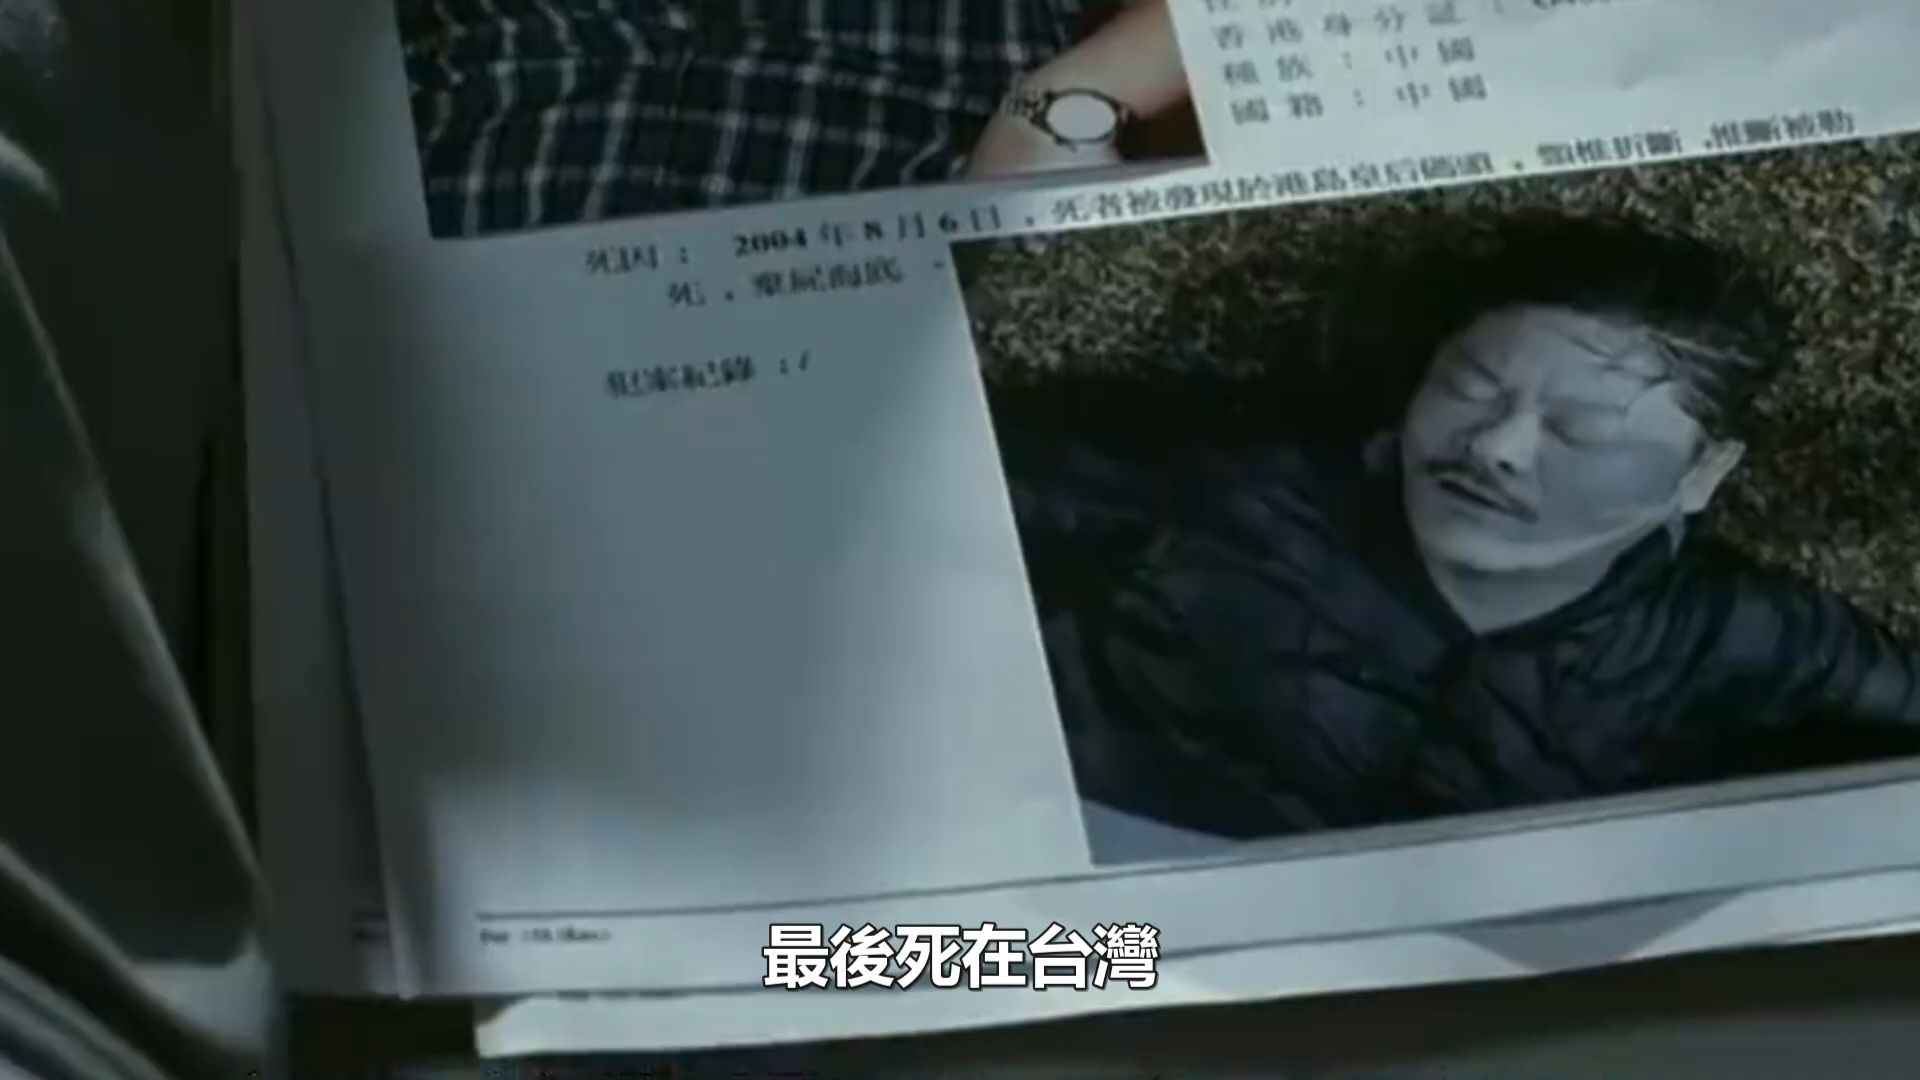 香港身分証：
種族：中國
國籍：中國
死因： 2004年8月6日，死者被發現於港島皇后碼頭，頸椎折斷，推斷被勒
死，棄屍海底。
犯案紀錄：/
最後死在台灣